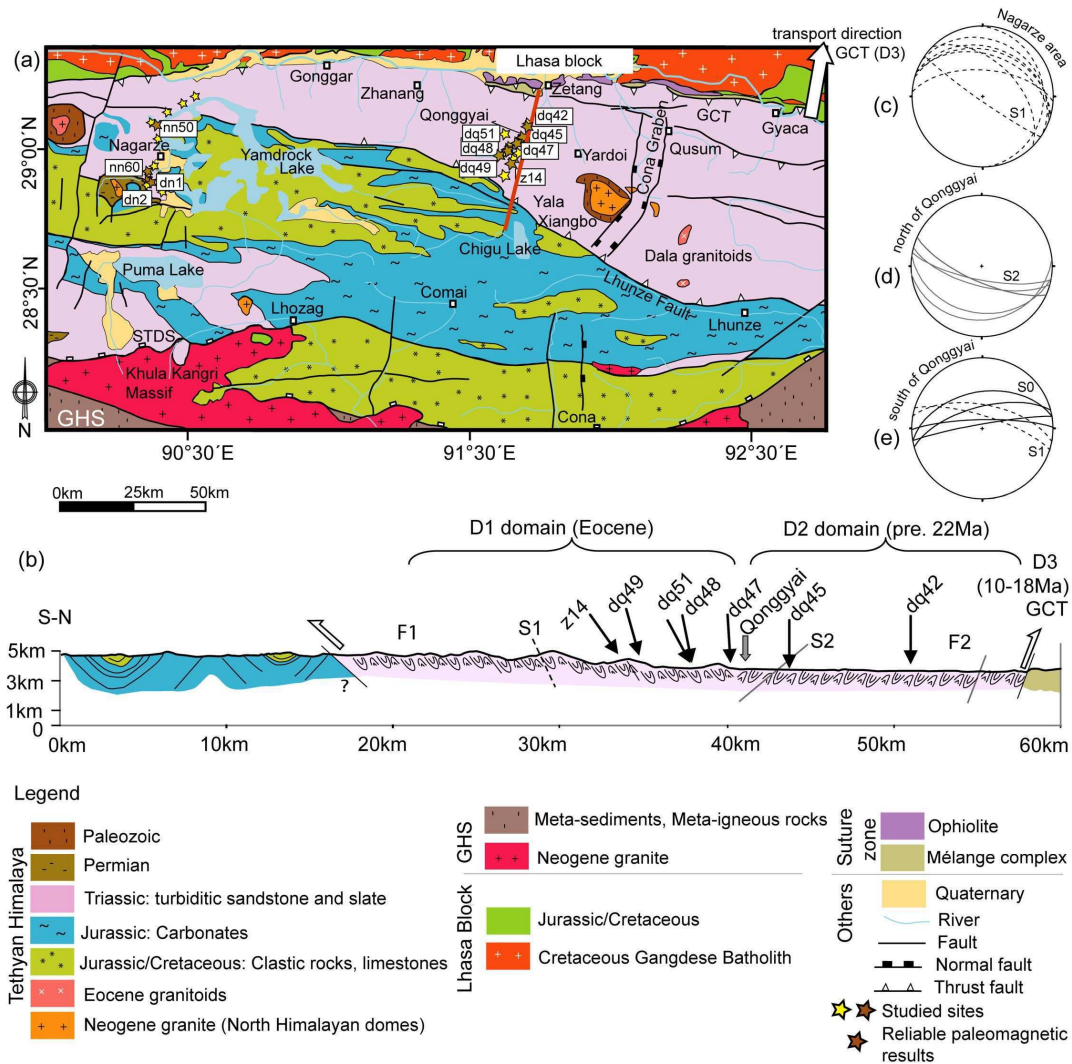 (a)
Lhasa block
transport direction
GCT (D3)
Gonggar
Zhanang
Zetang
GCT
Gyaca
Qonggyai
dq42
dq51
dq45
dq48
dq47
dq49
z14
nn50
Nagarze
nn60
dn1
dn2
Yamdrock
Lake
Yardoi
Qusum
Cona Graben
Yala
Xiangbo
Chigu Lake
Dala granitoids
Puma Lake
Comai
Lhunze Fault
Lhunze
Lhozag
STDS
Khula Kangri
Massif
GHS
Cona
N
29°00'N
28°30'N
90°30'E
91°30'E
92°30'E
0km 25km 50km
Nagarze area
(c)
S1
north of Qonggyai
(d)
S2
south of Qonggyai
(e)
S0
S1
(b)
D1 domain (Eocene)
D2 domain (pre. 22Ma)
D3
(10-18Ma)
GCT
S-N
F1
S1
z14
dq49
dq51
dq48
dq47
Qonggyai
dq45
S2
dq42
F2
?
5km
3km
1km
0
0km 10km 20km 30km 40km 50km 60km
Legend
Tethyan Himalaya
Paleozoic
Permian
Triassic: turbiditic sandstone and slate
Jurassic: Carbonates
Jurassic/Cretaceous: Clastic rocks, limestones
Eocene granitoids
Neogene granite (North Himalayan domes)
GHS
Meta-sediments, Meta-igneous rocks
Neogene granite
Lhasa Block
Jurassic/Cretaceous
Cretaceous Gangdese Batholith
Suture
zone
Ophiolite
Mélange complex
Others
Quaternary
River
Fault
Normal fault
Thrust fault
Studied sites
Reliable paleomagnetic
results